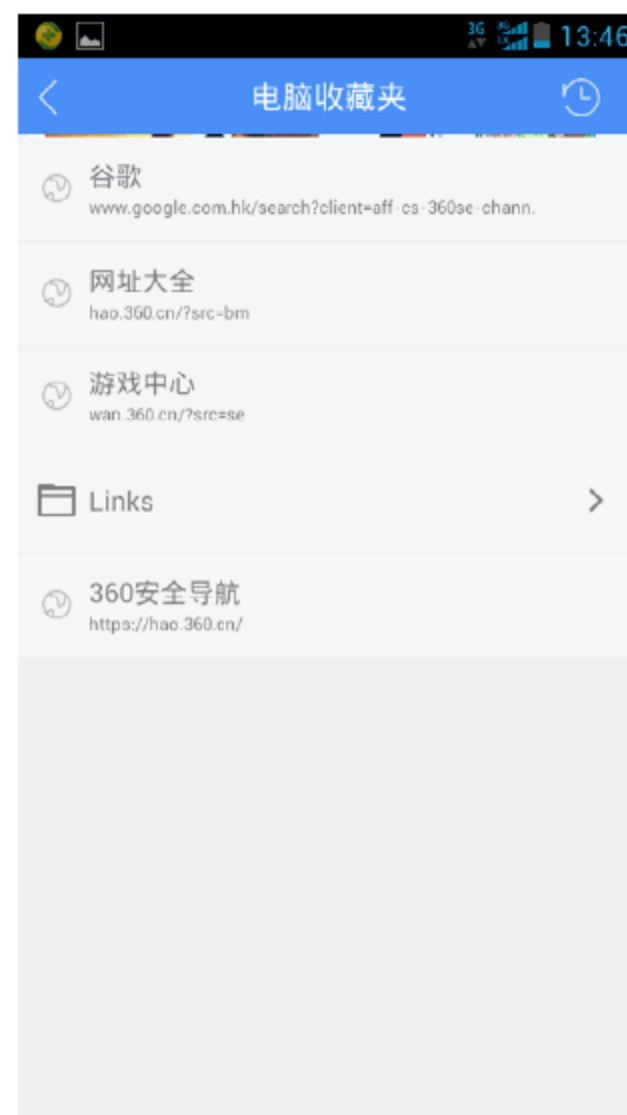 3G 13:46
电脑收藏夹
谷歌
www.google.com.hk/search?client=aff-cs-360se-chann.
网址大全
hao.360.cn/?src=bm
游戏中心
wan.360.cn/?src=se
Links
360安全导航
https://hao.360.cn/